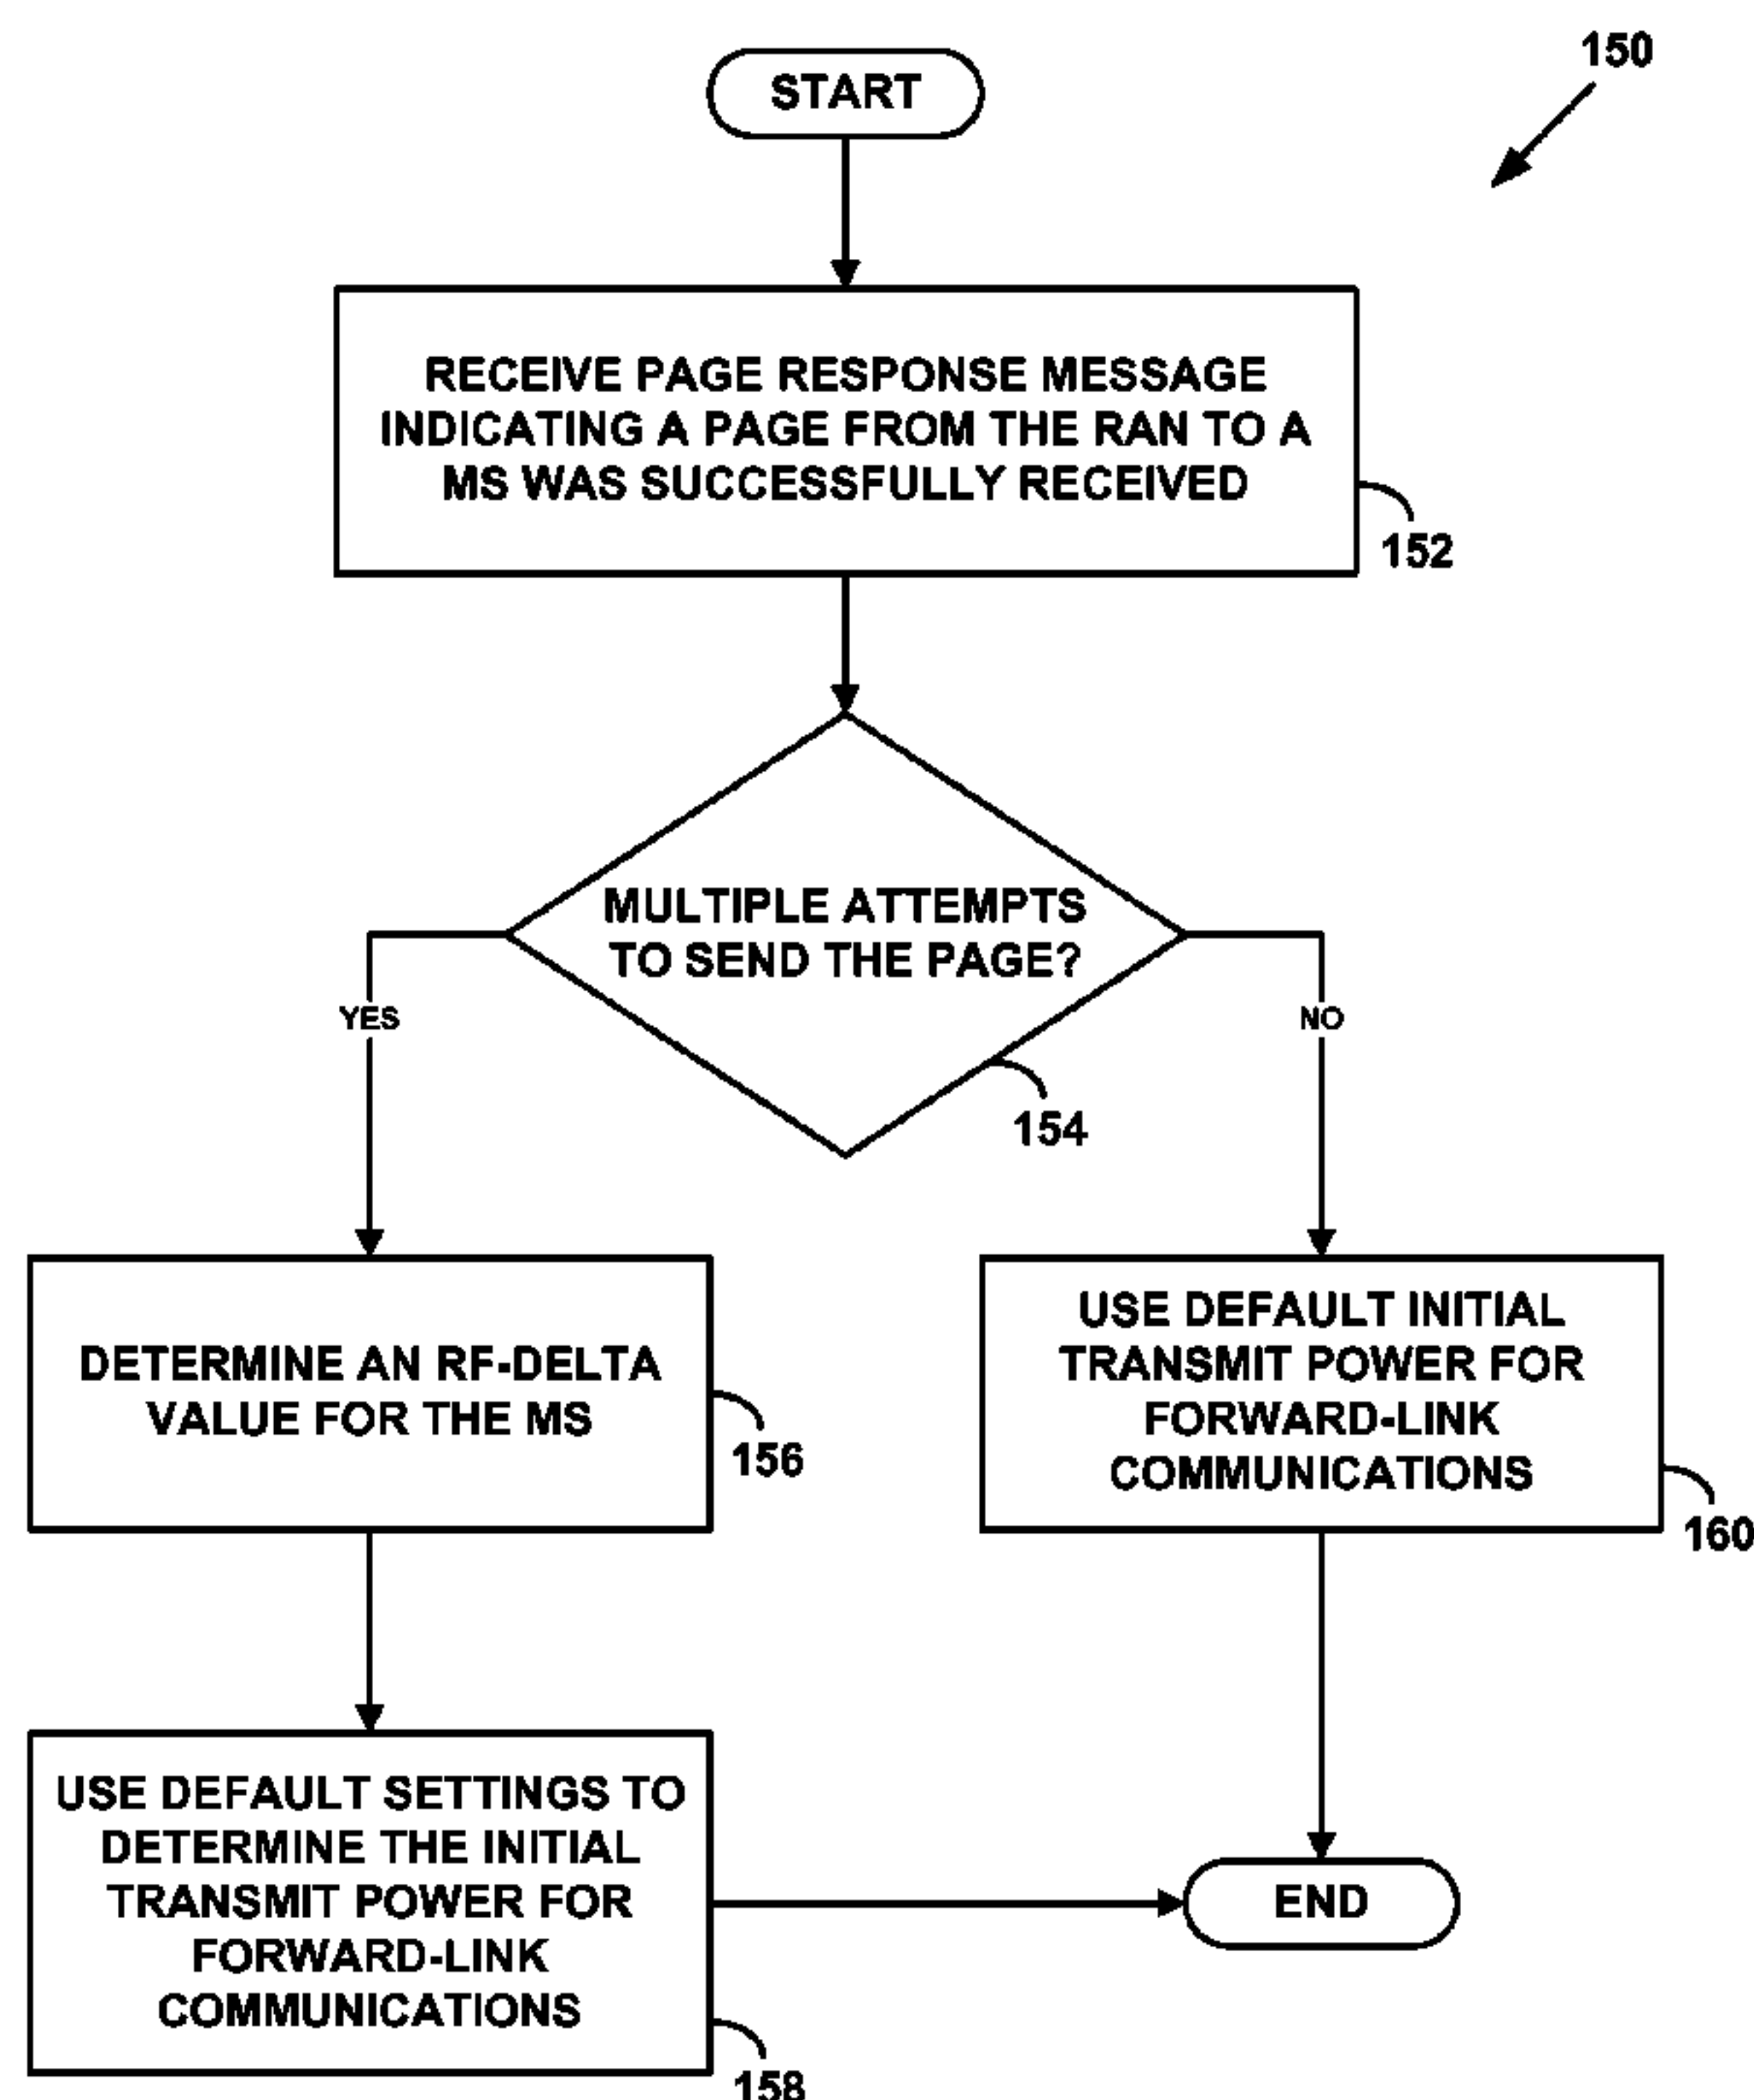 150
START
RECEIVE PAGE RESPONSE MESSAGE
INDICATING A PAGE FROM THE RAN TO A
MS WAS SUCCESSFULLY RECEIVED
152
MULTIPLE ATTEMPTS
TO SEND THE PAGE?
YES
NO
154
DETERMINE AN RF-DELTA
VALUE FOR THE MS
156
USE DEFAULT INITIAL
TRANSMIT POWER FOR
FORWARD-LINK
COMMUNICATIONS
160
USE DEFAULT SETTINGS TO
DETERMINE THE INITIAL
TRANSMIT POWER FOR
FORWARD-LINK
COMMUNICATIONS
158
END